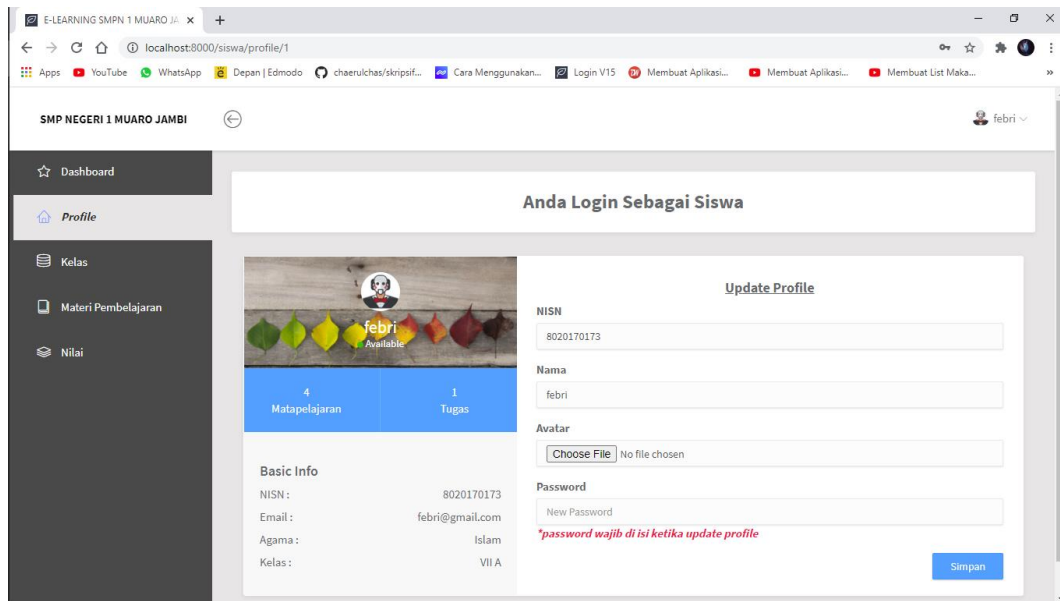 E-LEARNING SMPN 1 MUARO JA
localhost:8000/siswa/profile/1
Apps YouTube WhatsApp Depan | Edmodo chaerulchas/skripsif... Cara Menggunakan... Login V15 Membuat Aplikasi... Membuat Aplikasi... Membuat List Maka...
SMP NEGERI 1 MUARO JAMBI
febri
Dashboard
Profile
Kelas
Materi Pembelajaran
Nilai
Anda Login Sebagai Siswa
febri
Available
4 1
Matapelajaran Tugas
Basic Info
NISN : 8020170173
Email : febri@gmail.com
Agama : Islam
Kelas : VII A
Update Profile
NISN
8020170173
Nama
febri
Avatar
Choose File No file chosen
Password
New Password
*password wajib di isi ketika update profile
Simpan